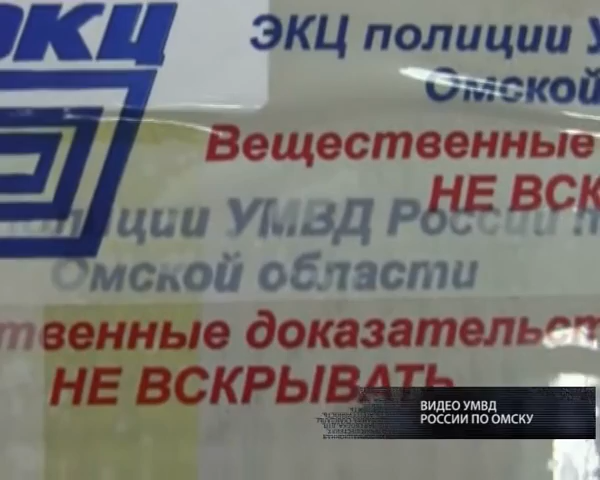 ЭКЦ
ЭКЦ полиции У
Омской
Вещественные
НЕ ВСК
полиции УМВД России п
Омской области
твенные доказательст
НЕ ВСКРЫВАТЬ
ВИДЕО УМВД
РОССИИ ПО ОМСКУ